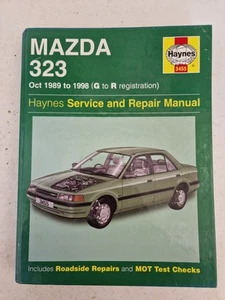 MAZDA
323
Oct 1989 to 1998 (G to R registration)
Haynes
3455
Haynes Service and Repair Manual
Includes Roadside Repairs and MOT Test Checks